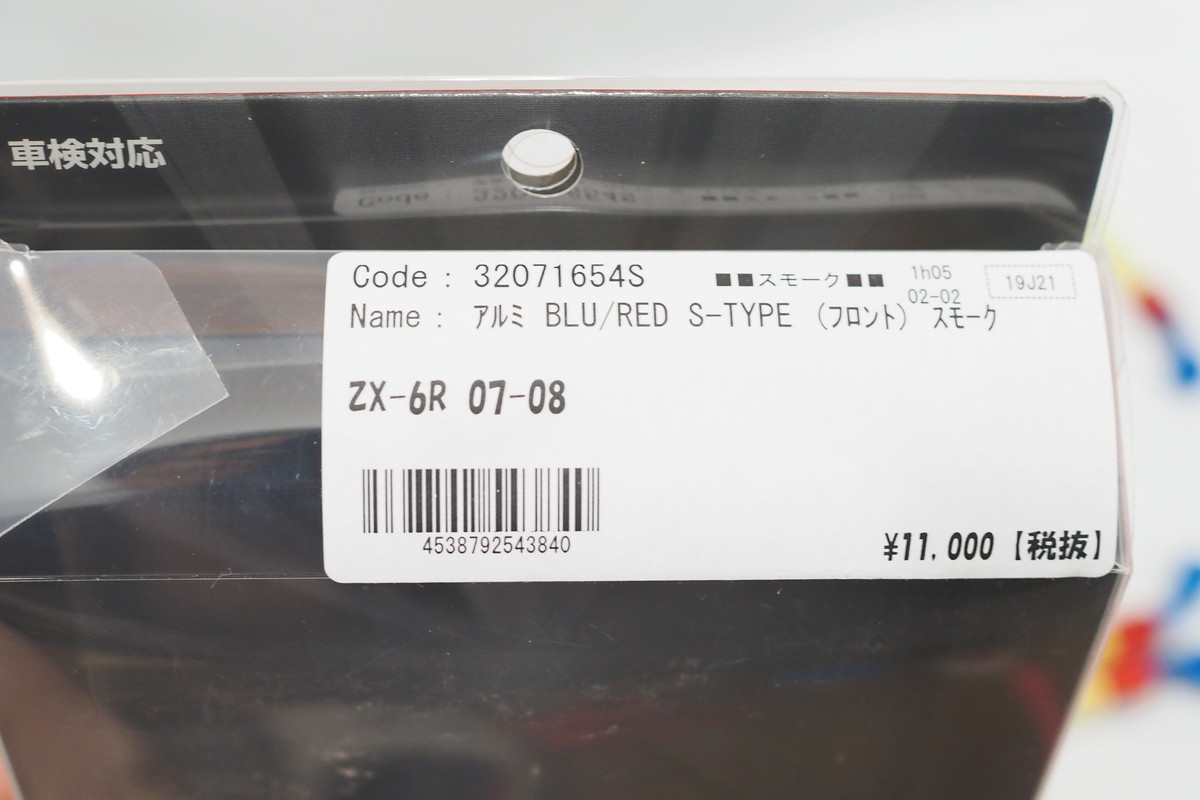 車検対応
Code : 32071654S ■■スモーク■■ 1h05 19J21
02-02
Name : アルミ BLU/RED S-TYPE (フロント) スモーク
ZX-6R 07-08
4538792543840
¥11,000【税抜】